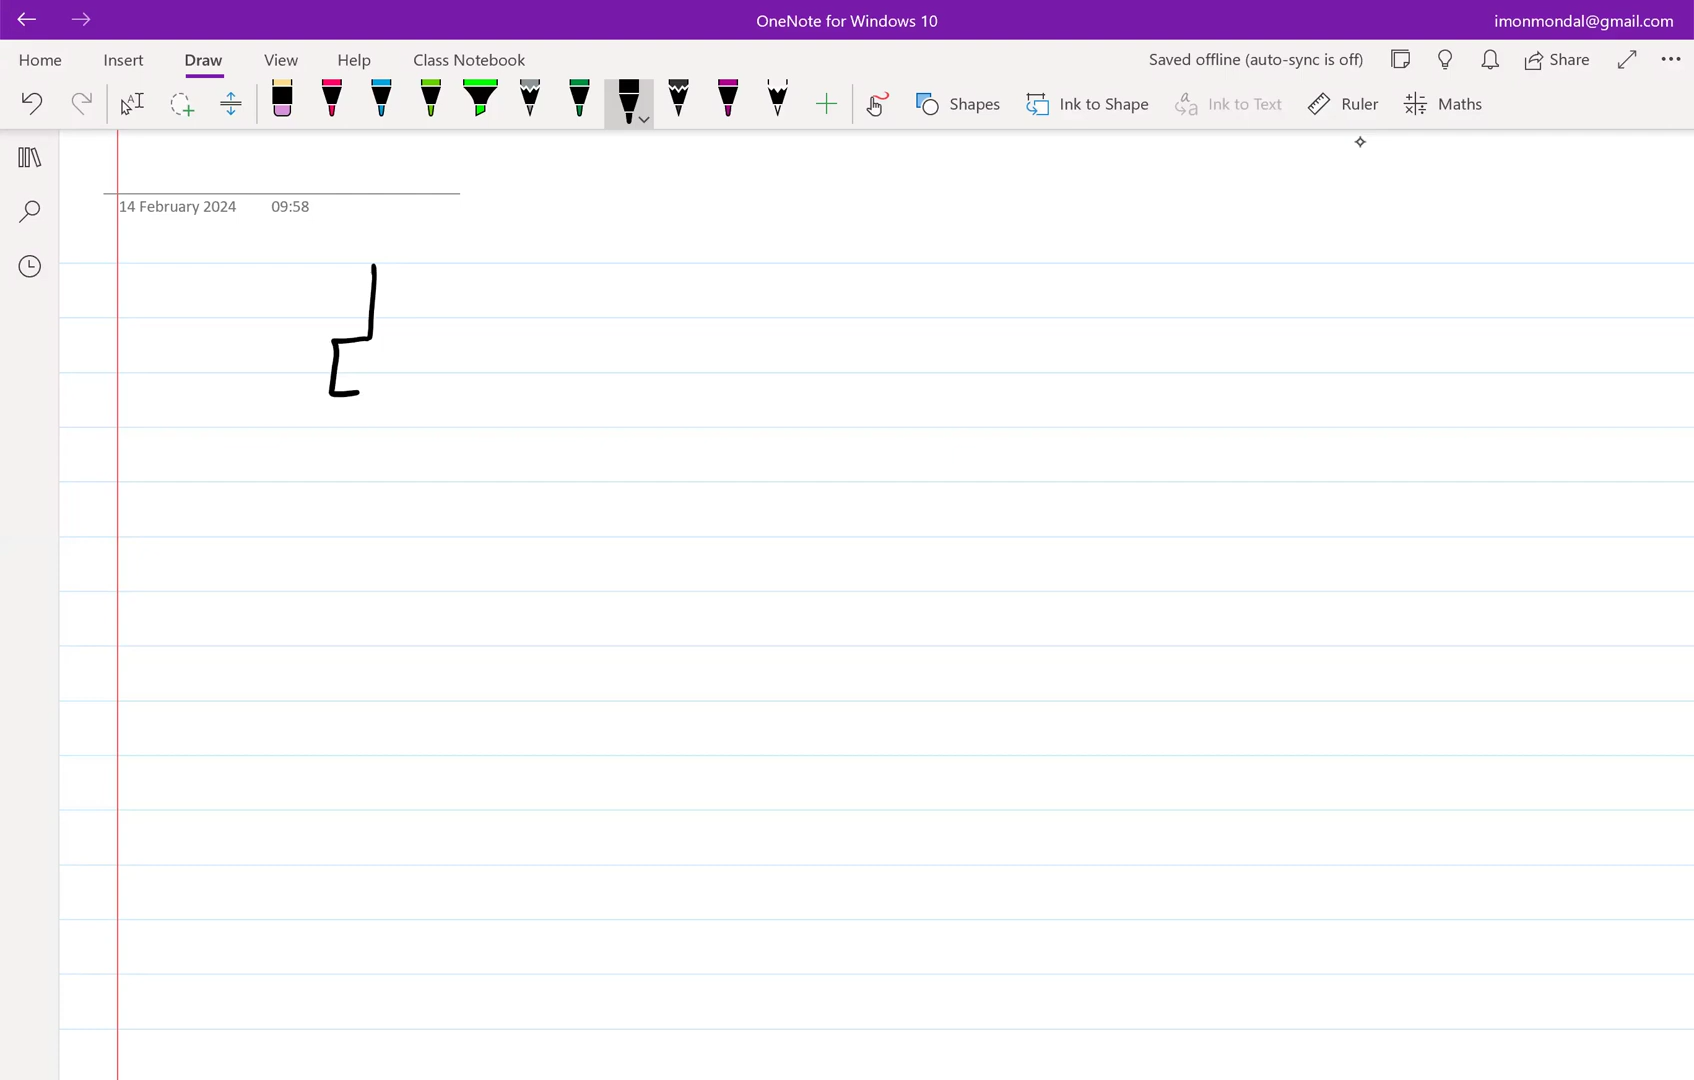 OneNote for Windows 10 imonmondal@gmail.com
Home Insert Draw View Help Class Notebook Saved offline (auto-sync is off) Share
Shapes Ink to Shape Ink to Text Ruler Maths
14 February 2024 09:58